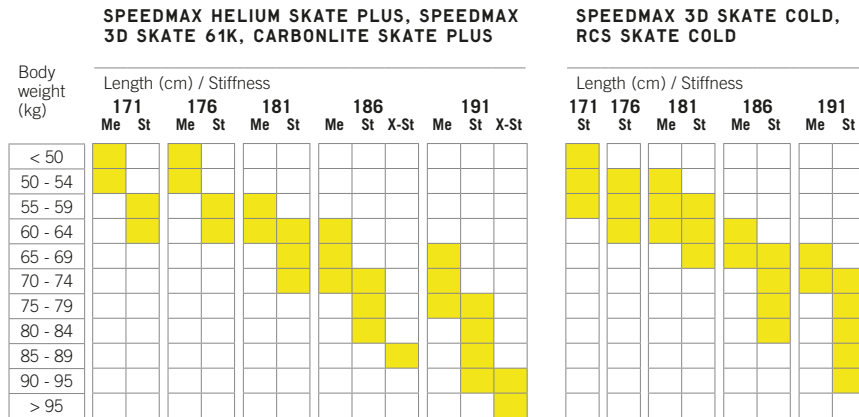 SPEEDMAX HELIUM SKATE PLUS, SPEEDMAX
3D SKATE 61K, CARBONLITE SKATE PLUS
SPEEDMAX 3D SKATE COLD,
RCS SKATE COLD
Body
weight
(kg)
Length (cm) / Stiffness
171 176 181 186 191
Me St Me St Me St Me St X-St Me St X-St
Length (cm) / Stiffness
171 176 181 186 191
St St Me St Me St Me St
< 50
50 - 54
55 - 59
60 - 64
65 - 69
70 - 74
75 - 79
80 - 84
85 - 89
90 - 95
> 95